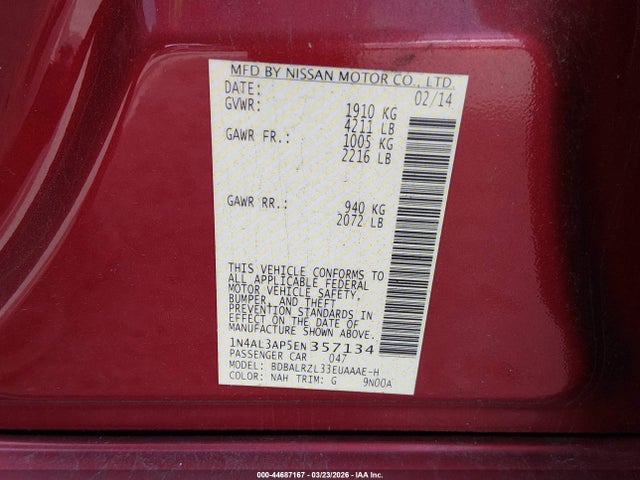 MFD BY NISSAN MOTOR CO., LTD.
DATE: 02/14
GVWR: 1910 KG
4211 LB
GAWR FR.: 1005 KG
2216 LB
GAWR RR.: 940 KG
2072 LB
THIS VEHICLE CONFORMS TO
ALL APPLICABLE FEDERAL
MOTOR VEHICLE SAFETY,
BUMPER, AND THEFT
PREVENTION STANDARDS IN
EFFECT ON THE DATE OF
MANUFACTURE SHOWN ABOVE.
1N4AL3AP5EN357134
PASSENGER CAR 047
MODEL: BDBALRZL33EUAAAE-H
COLOR: NAH TRIM: G 9N00A
000-44687167 - 03/23/2026 - IAA Inc.